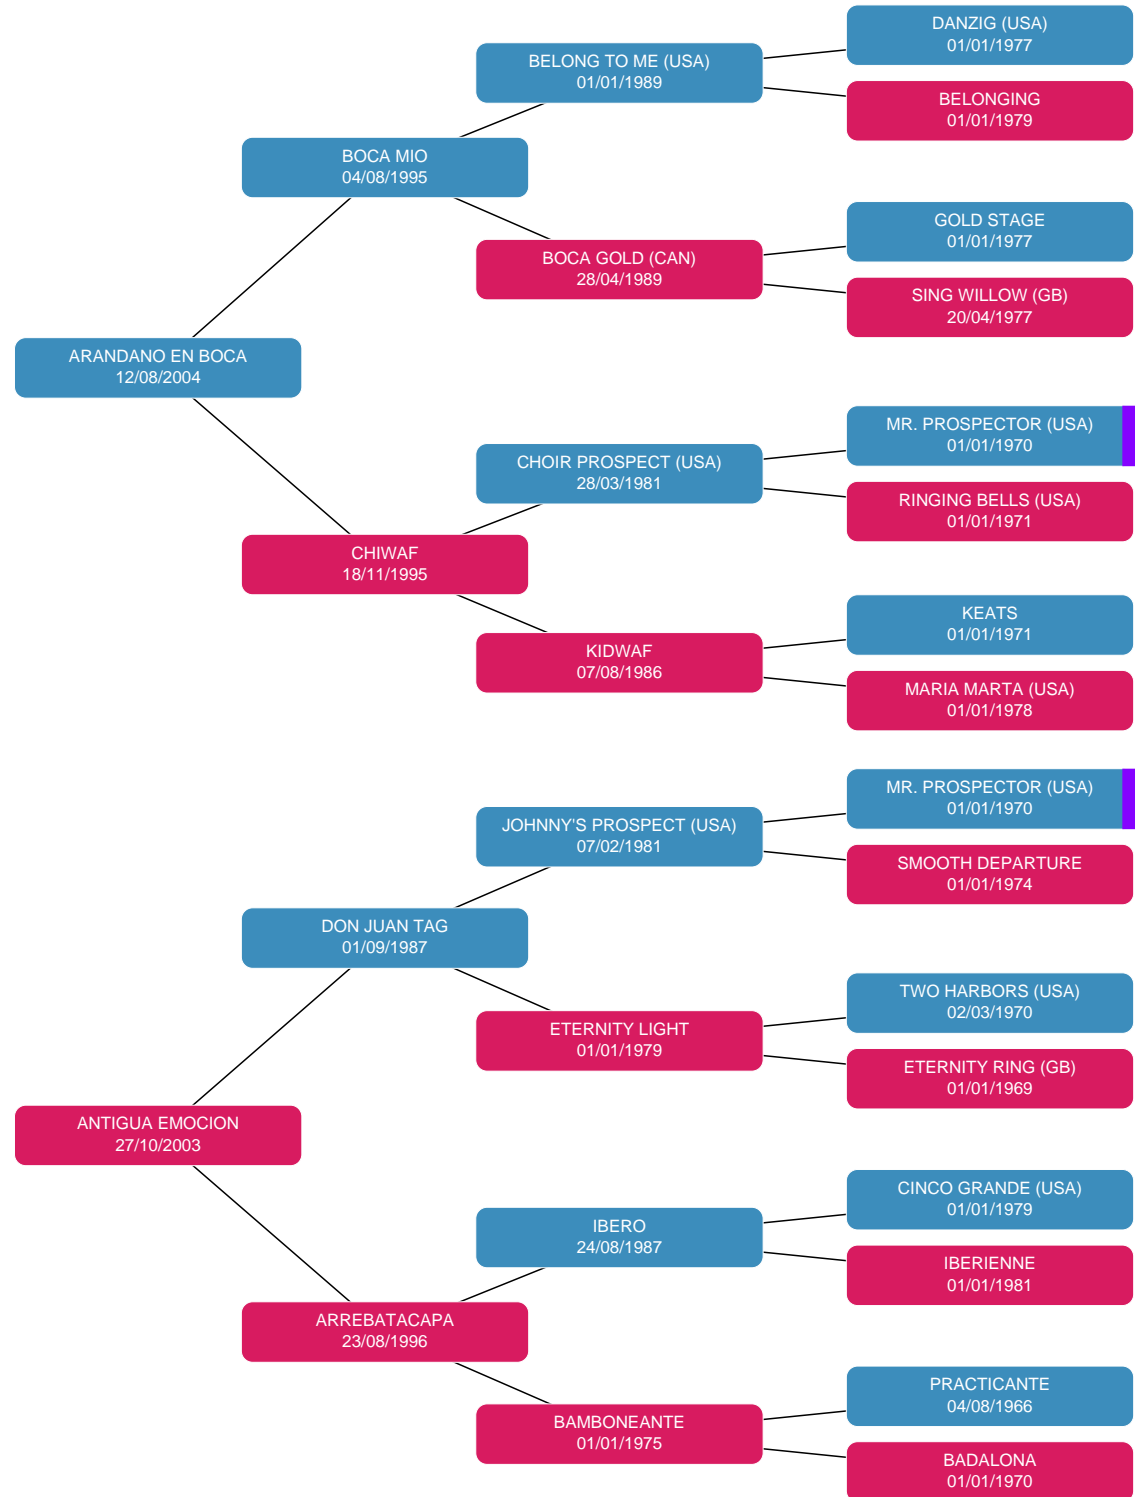 DANZIG (USA)
01/01/1977
BELONG TO ME (USA)
01/01/1989
BELONGING
01/01/1979
BOCA MIO
04/08/1995
GOLD STAGE
01/01/1977
BOCA GOLD (CAN)
28/04/1989
SING WILLOW (GB)
20/04/1977
ARANDANO EN BOCA
12/08/2004
MR. PROSPECTOR (USA)
01/01/1970
CHOIR PROSPECT (USA)
28/03/1981
RINGING BELLS (USA)
01/01/1971
CHIWAF
18/11/1995
KEATS
01/01/1971
KIDWAF
07/08/1986
MARIA MARTA (USA)
01/01/1978
MR. PROSPECTOR (USA)
01/01/1970
JOHNNY'S PROSPECT (USA)
07/02/1981
SMOOTH DEPARTURE
01/01/1974
DON JUAN TAG
01/09/1987
TWO HARBORS (USA)
02/03/1970
ETERNITY LIGHT
01/01/1979
ETERNITY RING (GB)
01/01/1969
ANTIGUA EMOCION
27/10/2003
CINCO GRANDE (USA)
01/01/1979
IBERO
24/08/1987
IBERIENNE
01/01/1981
ARREBATACAPA
23/08/1996
PRACTICANTE
04/08/1966
BAMBONEANTE
01/01/1975
BADALONA
01/01/1970